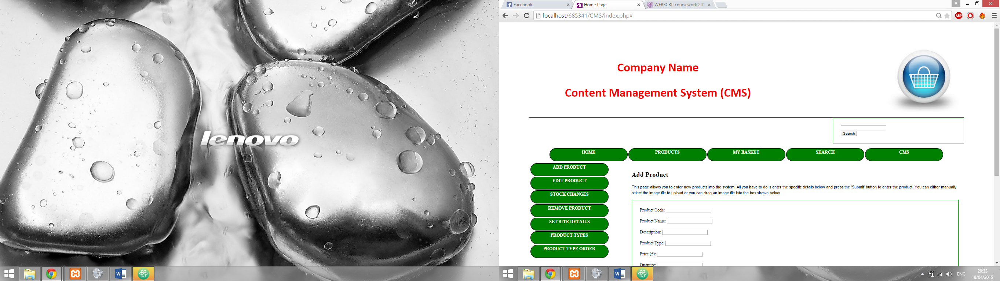 lenovo
Facebook
Home Page
WEBSCRP coursework 201
localhost/685341/CMS/index.php#
ABP
Company Name
Content Management System (CMS)
Search
HOME
PRODUCTS
MY BASKET
SEARCH
CMS
ADD PRODUCT
EDIT PRODUCT
STOCK CHANGES
REMOVE PRODUCT
SET SITE DETAILS
PRODUCT TYPES
PRODUCT TYPE ORDER
Add Product
This page allows you to enter new products into the system. All you have to do is enter the specific details below and press the 'Submit' button to enter the product. You can either manually
select the image file to upload or you can drag an image file into the box shown below.
Product Code:
Product Name:
Description:
Product Type:
Price (£):
Quantity:
ENG
20:33
18/04/2015